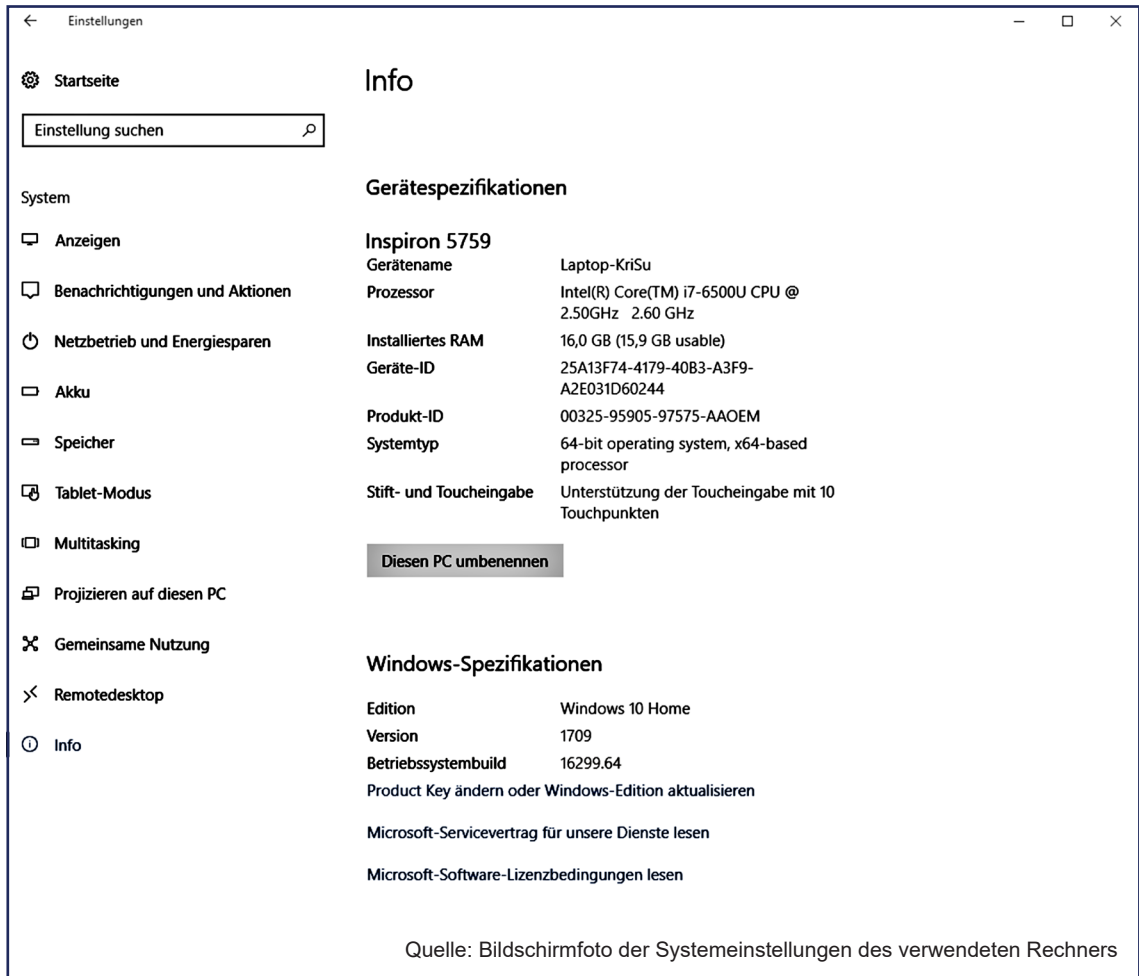 Einstellungen
Startseite
Einstellung suchen
System
Anzeigen
Benachrichtigungen und Aktionen
Netzbetrieb und Energiesparen
Akku
Speicher
Tablet-Modus
Multitasking
Projizieren auf diesen PC
Gemeinsame Nutzung
Remotedesktop
Info
Info
Gerätespezifikationen
Inspiron 5759
Gerätename Laptop-KriSu
Prozessor Intel(R) Core(TM) i7-6500U CPU @
2.50GHz 2.60 GHz
Installiertes RAM 16,0 GB (15,9 GB usable)
Geräte-ID 25A13F74-4179-40B3-A3F9-
A2E031D60244
Produkt-ID 00325-95905-97575-AAOEM
Systemtyp 64-bit operating system, x64-based
processor
Stift- und Toucheingabe Unterstützung der Toucheingabe mit 10
Touchpunkten
Diesen PC umbenennen
Windows-Spezifikationen
Edition Windows 10 Home
Version 1709
Betriebssystembuild 16299.64
Product Key ändern oder Windows-Edition aktualisieren
Microsoft-Servicevertrag für unsere Dienste lesen
Microsoft-Software-Lizenzbedingungen lesen
Quelle: Bildschirmfoto der Systemeinstellungen des verwendeten Rechners